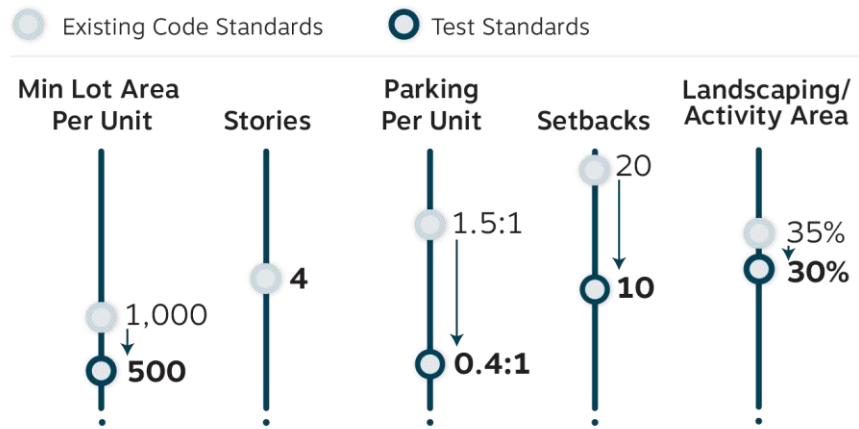 Existing Code Standards
Test Standards
Min Lot Area
Per Unit
Stories
Parking
Per Unit
Setbacks
Landscaping/
Activity Area
1,000
500
4
1.5:1
0.4:1
20
10
35%
30%